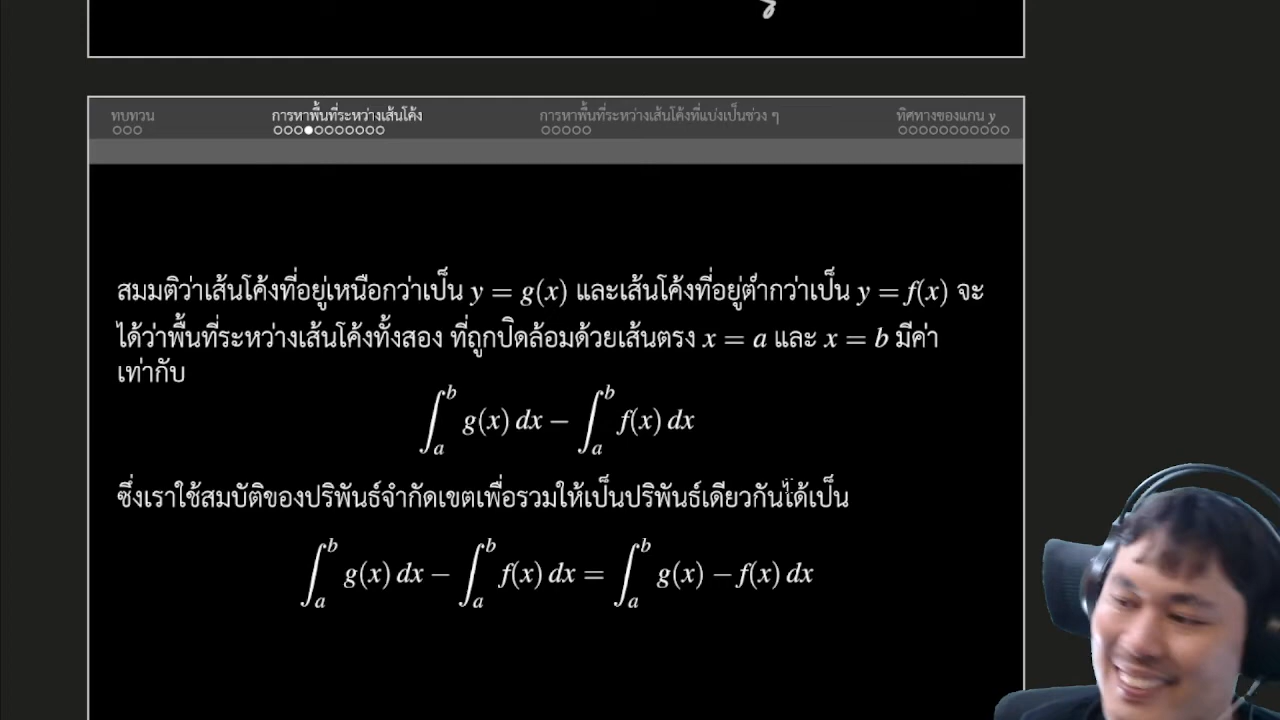 ทบทวน การหาพื้นที่ระหว่างเส้นโค้ง การหาพื้นที่ระหว่างเส้นโค้งที่แบ่งเป็นช่วง ๆ ทิศทางของแกน y
สมมติว่าเส้นโค้งที่อยู่เหนือกว่าเป็น y = g(x) และเส้นโค้งที่อยู่ต่ำกว่าเป็น y = f(x) จะ
ได้ว่าพื้นที่ระหว่างเส้นโค้งทั้งสอง ที่ถูกปิดล้อมด้วยเส้นตรง x = a และ x = b มีค่า
เท่ากับ
∫_a^b g(x) dx − ∫_a^b f(x) dx
ซึ่งเราใช้สมบัติของปริพันธ์จำกัดเขตเพื่อรวมให้เป็นปริพันธ์เดียวกันได้เป็น
∫_a^b g(x) dx − ∫_a^b f(x) dx = ∫_a^b g(x) − f(x) dx